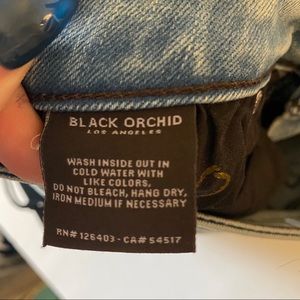 BLACK ORCHID
LOS ANGELES
WASH INSIDE OUT IN
COLD WATER WITH
LIKE COLORS,
DO NOT BLEACH, HANG DRY,
IRON MEDIUM IF NECESSARY
RN# 126403 - CA# 54517